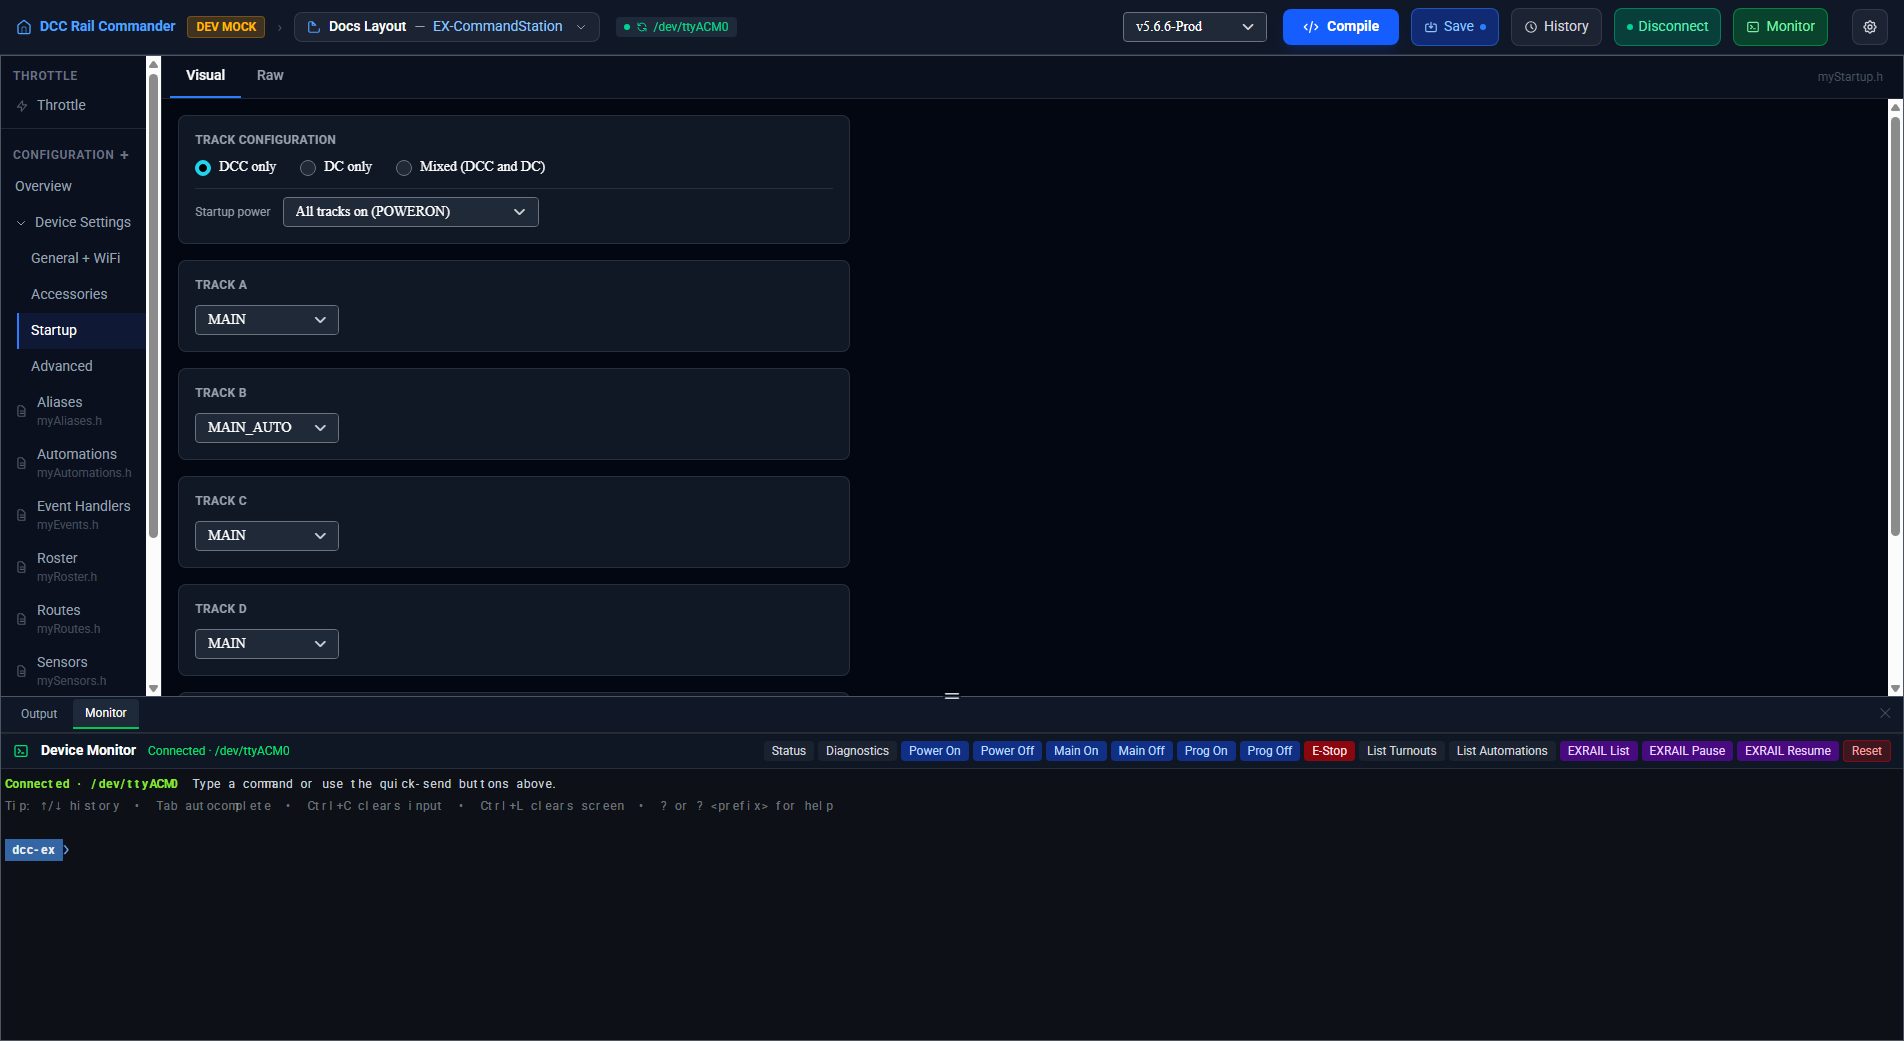 DCC Rail Commander DEV MOCK › Docs Layout — EX-CommandStation /dev/ttyACM0 v5.6.6-Prod </> Compile Save History Disconnect Monitor
THROTTLE
Throttle
CONFIGURATION +
Overview
Device Settings
General + WiFi
Accessories
Startup
Advanced
Aliases
myAliases.h
Automations
myAutomations.h
Event Handlers
myEvents.h
Roster
myRoster.h
Routes
myRoutes.h
Sensors
mySensors.h
Visual Raw myStartup.h
TRACK CONFIGURATION
DCC only DC only Mixed (DCC and DC)
Startup power All tracks on (POWERON)
TRACK A
MAIN
TRACK B
MAIN_AUTO
TRACK C
MAIN
TRACK D
MAIN
Output Monitor
Device Monitor Connected · /dev/ttyACM0 Status Diagnostics Power On Power Off Main On Main Off Prog On Prog Off E-Stop List Turnouts List Automations EXRAIL List EXRAIL Pause EXRAIL Resume Reset
Connected · /dev/ttyACM0 Type a command or use the quick-send buttons above.
Tip: ↑/↓ history • Tab autocomplete • Ctrl+C clears input • Ctrl+L clears screen • ? or ? <prefix> for help
dcc-ex ›